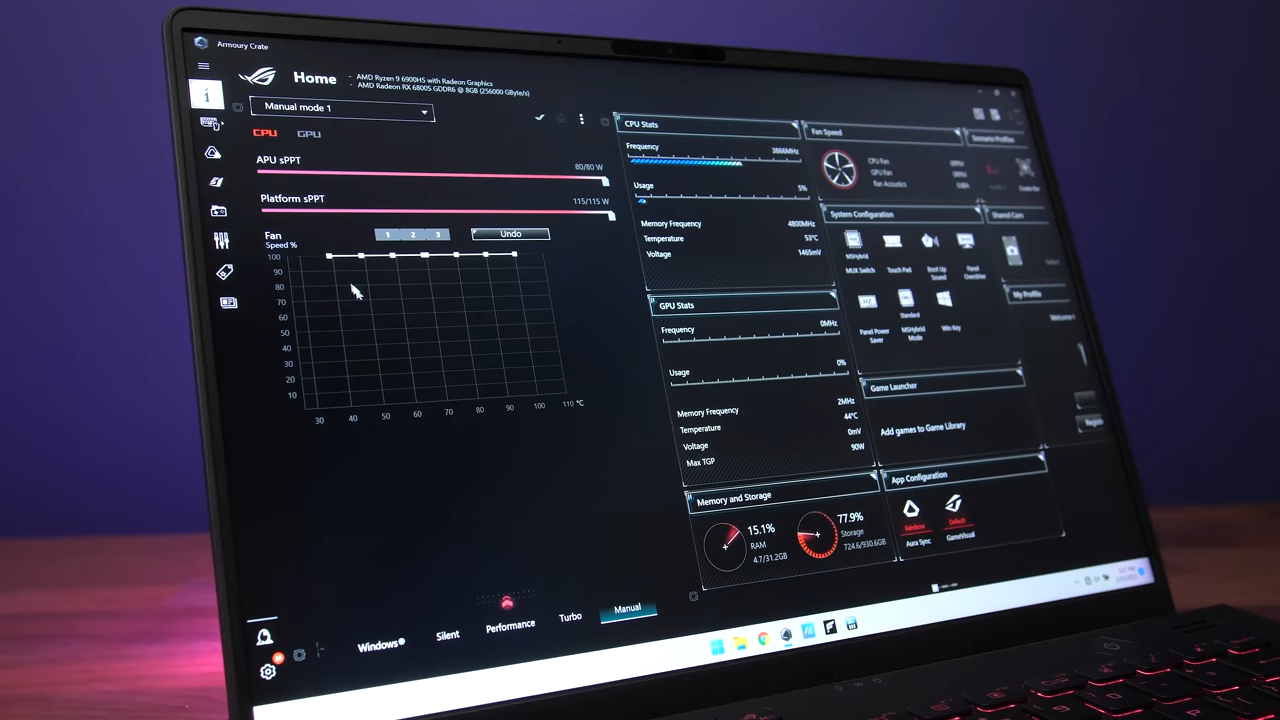 Armoury Crate
Home
AMD Ryzen 9 6900HS with Radeon Graphics
AMD Radeon RX 6800S GDDR6 @ 8GB (256000 GByte/s)
Manual mode 1
CPU GPU
APU sPPT
80/80 W
Platform sPPT
115/115 W
Fan
Speed %
1 2 3
Undo
100
90
80
70
60
50
40
30
20
10
30 40 50 60 70 80 90 100 110 °C
Windows®
Silent
Performance
Turbo
Manual
CPU Stats
Frequency
3866MHz
Usage
5%
Memory Frequency
4800MHz
Temperature
53°C
Voltage
1465mV
GPU Stats
Frequency
0MHz
Usage
0%
Memory Frequency
2MHz
Temperature
44°C
Voltage
0mV
Max TGP
90W
Memory and Storage
15.1%
RAM
4.7/31.2GB
77.9%
Storage
724.6/930.6GB
Fan Speed
CPU Fan
GPU Fan
Fan Acoustics
System Configuration
MSHybrid
MUX Switch
Touch Pad
Boot Up Sound
Panel Overdrive
HZ
Panel Power Saver
Standard
MSHybrid Mode
Win Key
Game Launcher
Add games to Game Library
App Configuration
Rainbow
Aura Sync
Default
GameVisual
Scenario Profiles
Shared Cam
My Profile